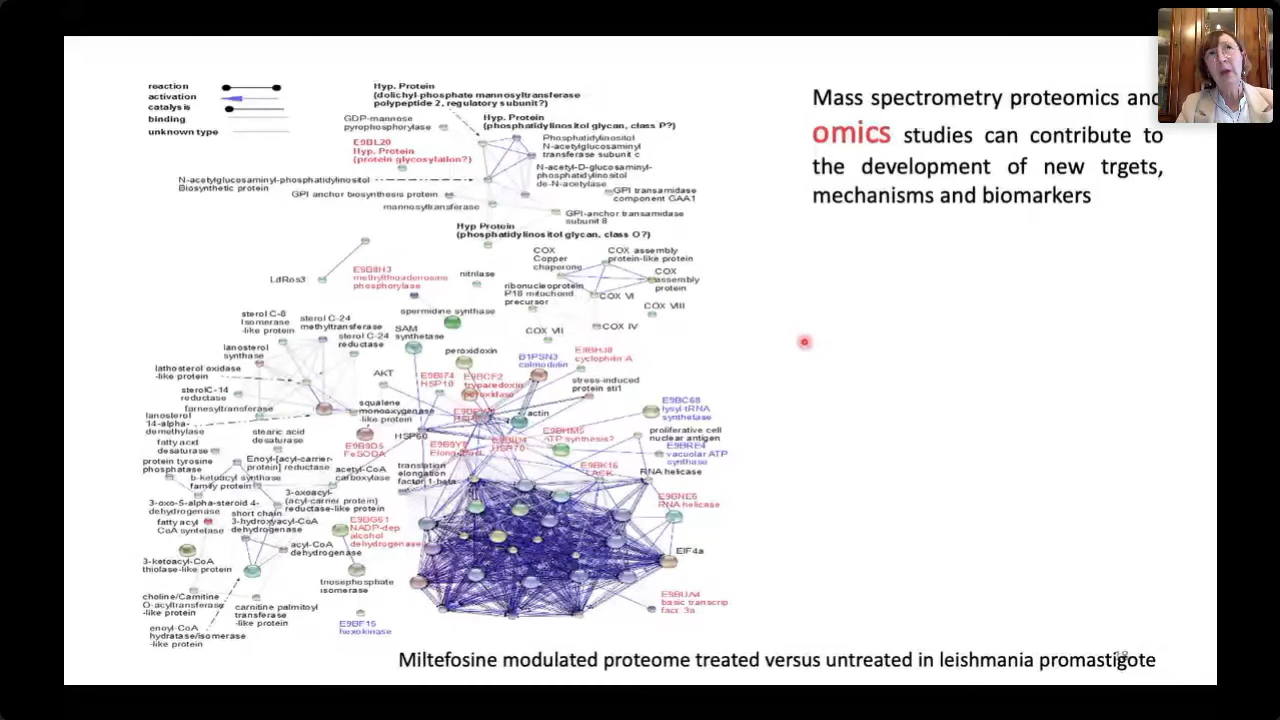 reaction
activation
catalysis
binding
unknown type
Hyp. Protein
(dolichyl-phosphate mannosyltransferase
polypeptide 2, regulatory subunit?)
GDP-mannose
pyrophosphorylase
Hyp. Protein
(phosphatidylinositol glycan, class P?)
E9BL20
Hyp. Protein
(protein glycosylation?)
Phosphatidylinositol
N-acetylglucosaminyl
transferase subunit c
N-acetylglucosaminyl-phosphatidylinositol
Biosynthetic protein
N-acetyl-D-glucosaminyl-
phosphatidylinositol
de-N-acetylase
GPI anchor biosynthesis protein
GPI transamidase
component GAA1
mannosyltransferase
GPI-anchor transamidase
subunit 8
Hyp Protein
(phosphatidylinositol glycan, class O?)
COX
Copper
chaperone
COX assembly
protein-like protein
COX
assembly
protein
LdRos3
E9B8H3
methylthioadenosine
phosphorylase
nitrilase
ribonucleoprotein
P18 mitochond
precursor
COX VI
COX VIII
spermidine synthase
COX VII
COX IV
sterol C-8
Isomerase
-like protein
sterol C-24
methyltransferase
sterol C-24
reductase
SAM
synthetase
lanosterol
synthase
peroxidoxin
B1PSN3
calmodulin
E9BHJ8
cyclophilin A
lathosterol oxidase
-like protein
AKT
E9BI74
HSP10
E9BCF2
tryparedoxin
peroxidase
stress-induced
protein sti1
sterolC-14
reductase
farnesyltransferase
squalene
monooxygenase
-like protein
actin
E9BC68
lysyl-tRNA
synthetase
lanosterol
14-alpha-
demethylase
HSP60
HSP70
E9BHM5
ATP synthesis?
proliferative cell
nuclear antigen
stearic acid
desaturase
E9B9D5
FeSODA
E9BRE4
vacuolar ATP
synthase
fatty acid
desaturase
protein tyrosine
phosphatase
Enoyl-[acyl-carrier-
protein] reductase
acetyl-CoA
carboxylase
translation
elongation
factor 1-beta
E9BK16
LACK
RNA helicase
b-ketoacyl synthase
family protein
3-oxo-5-alpha-steroid 4-
dehydrogenase
3-oxoacyl-
(acyl-carrier protein)
reductase-like protein
E9BNE6
RNA helicase
fatty acyl
CoA syntetase
short chain
3-hydroxyacyl-CoA
dehydrogenase
E9BG61
NADP-dep
alcohol
dehydrogenase
acyl-CoA
dehydrogenase
EIF4a
3-ketoacyl-CoA
thiolase-like protein
triosephosphate
isomerase
choline/Carnitine
O-acyltransferase
-like protein
carnitine palmitoyl
transferase
-like protein
E9BUA4
basic transcrip
fact. 3a
enoyl-CoA
hydratase/isomerase
-like protein
E9BF15
hexokinase
Mass spectrometry proteomics and
omics studies can contribute to
the development of new trgets,
mechanisms and biomarkers
Miltefosine modulated proteome treated versus untreated in leishmania promastigote